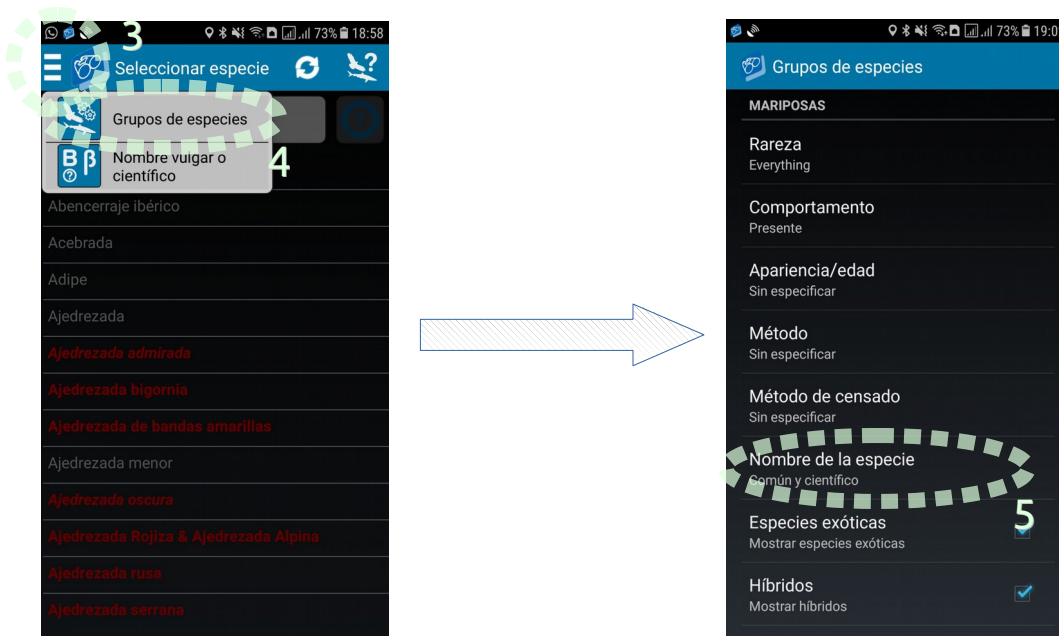 3
73% 18:58
Seleccionar especie
Grupos de especies
Nombre vulgar o
científico
4
Abencerraje ibérico
Acebrada
Adipe
Ajedrezada
Ajedrezada admirada
Ajedrezada bigornia
Ajedrezada de bandas amarillas
Ajedrezada menor
Ajedrezada oscura
Ajedrezada Rojiza & Ajedrezada Alpina
Ajedrezada rusa
Ajedrezada serrana
73% 19:0
Grupos de especies
MARIPOSAS
Rareza
Everything
Comportamento
Presente
Apariencia/edad
Sin especificar
Método
Sin especificar
Método de censado
Sin especificar
Nombre de la especie
Común y científico
5
Especies exóticas
Mostrar especies exóticas
Híbridos
Mostrar híbridos